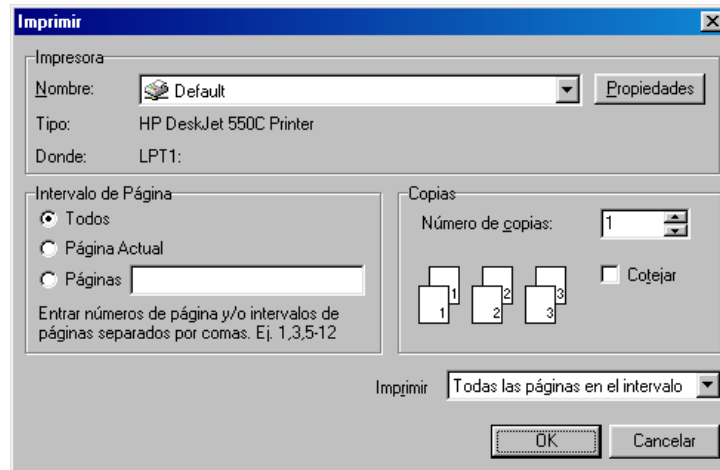 Imprimir
Impresora
Nombre:
Default
Propiedades
Tipo:
HP DeskJet 550C Printer
Donde:
LPT1:
Intervalo de Página
Todos
Página Actual
Páginas
Entrar números de página y/o intervalos de
páginas separados por comas. Ej. 1,3,5-12
Copias
Número de copias:
1
1 1 2 2 3 3
Cotejar
Imprimir
Todas las páginas en el intervalo
OK
Cancelar